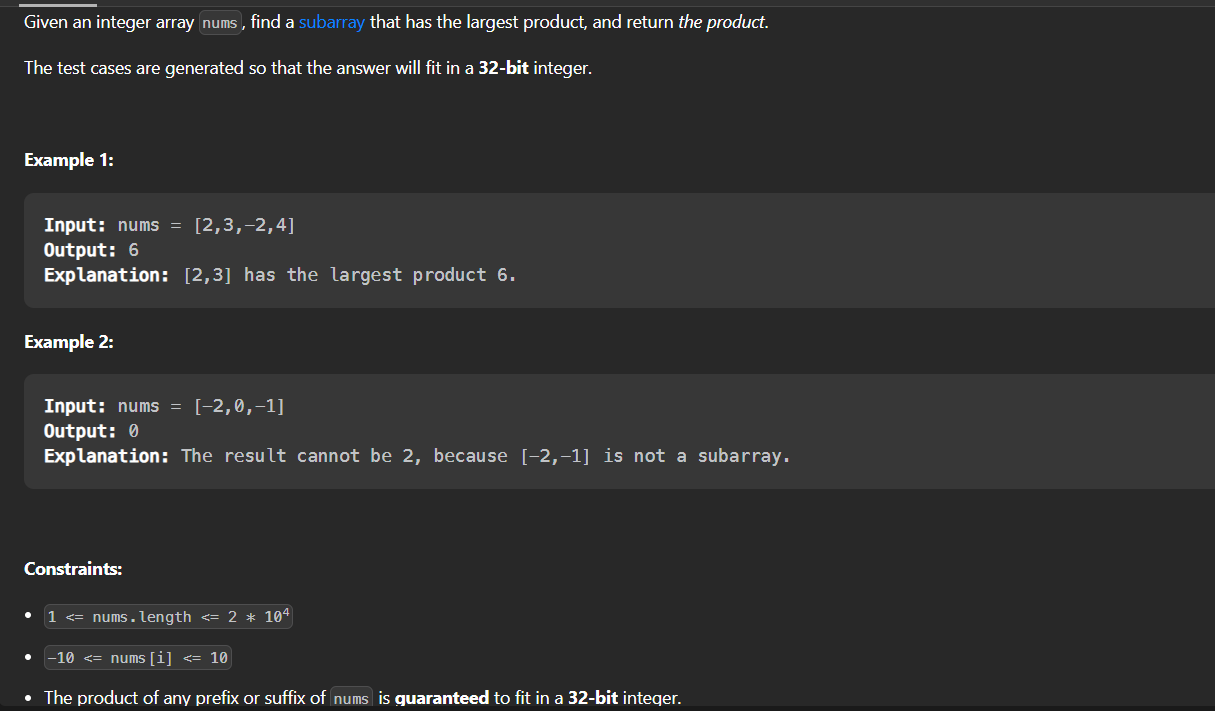 Given an integer array nums, find a subarray that has the largest product, and return the product.
The test cases are generated so that the answer will fit in a 32-bit integer.
Example 1:
Input: nums = [2,3,-2,4]
Output: 6
Explanation: [2,3] has the largest product 6.
Example 2:
Input: nums = [-2,0,-1]
Output: 0
Explanation: The result cannot be 2, because [-2,-1] is not a subarray.
Constraints:
• 1 <= nums.length <= 2 * 10⁴
• -10 <= nums[i] <= 10
• The product of any prefix or suffix of nums is guaranteed to fit in a 32-bit integer.